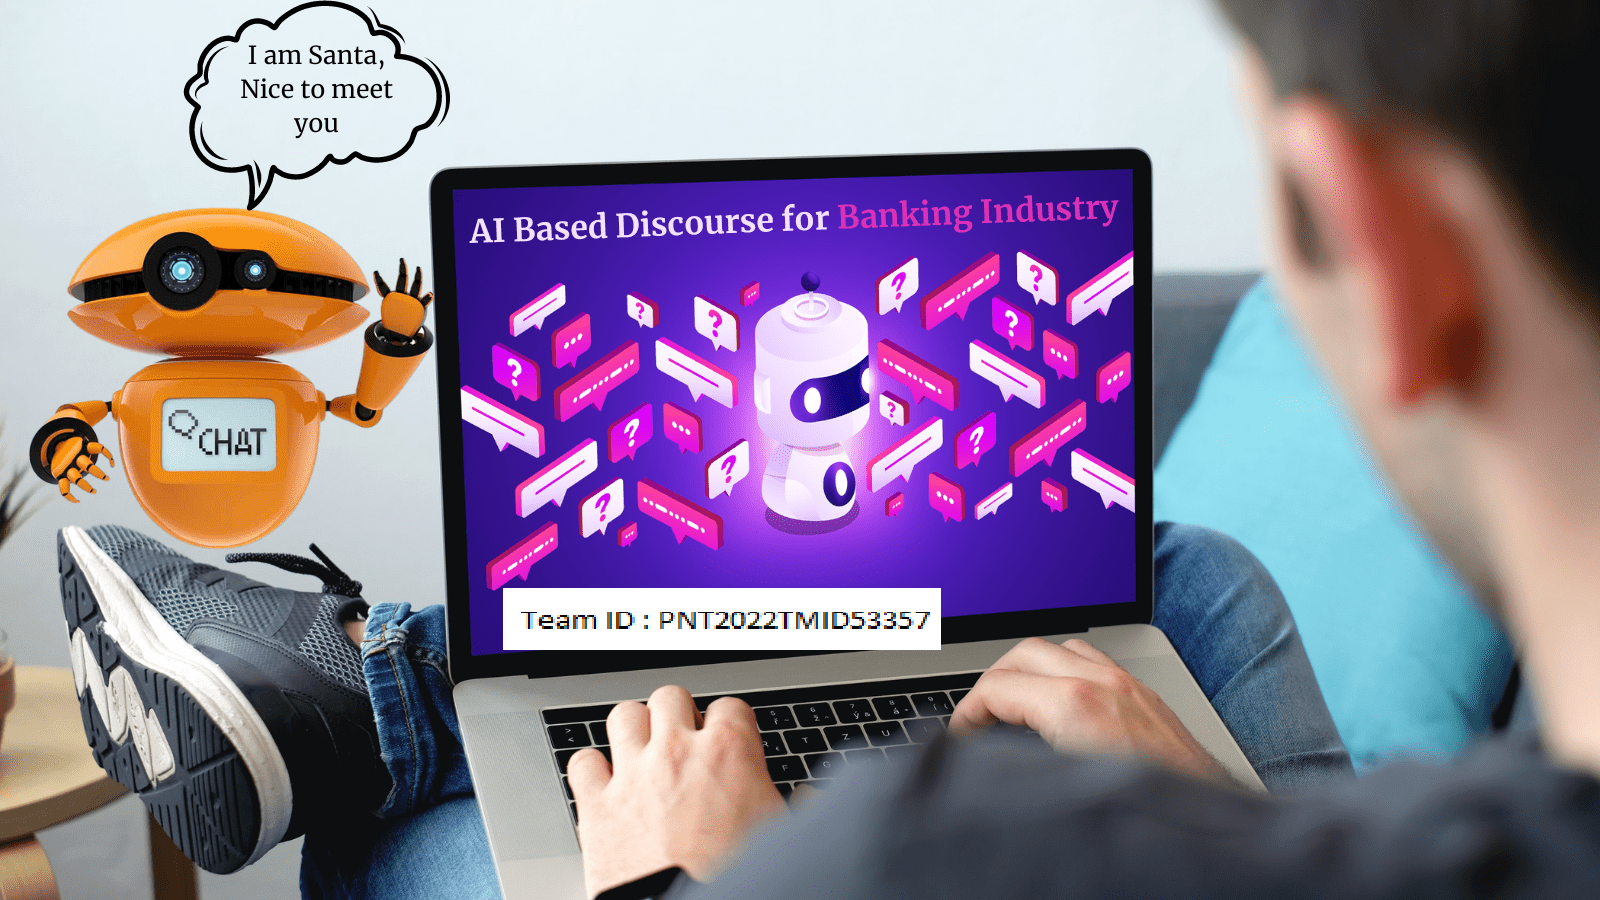 I am Santa,
Nice to meet
you
AI Based Discourse for Banking Industry
CHAT
Team ID : PNT2022TMID53357
T Z U
F G